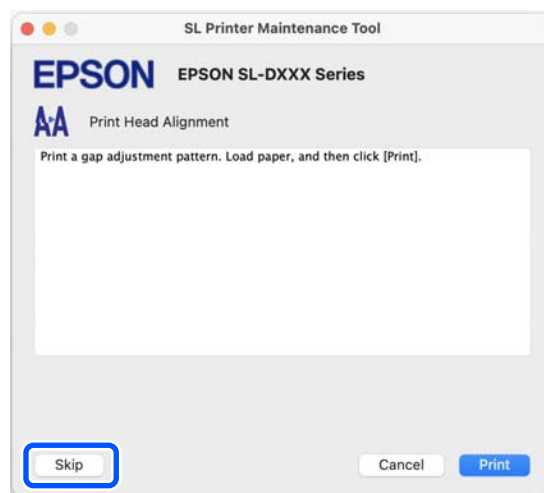 SL Printer Maintenance Tool
EPSON EPSON SL-DXXX Series
Print Head Alignment
Print a gap adjustment pattern. Load paper, and then click [Print].
Skip Cancel Print